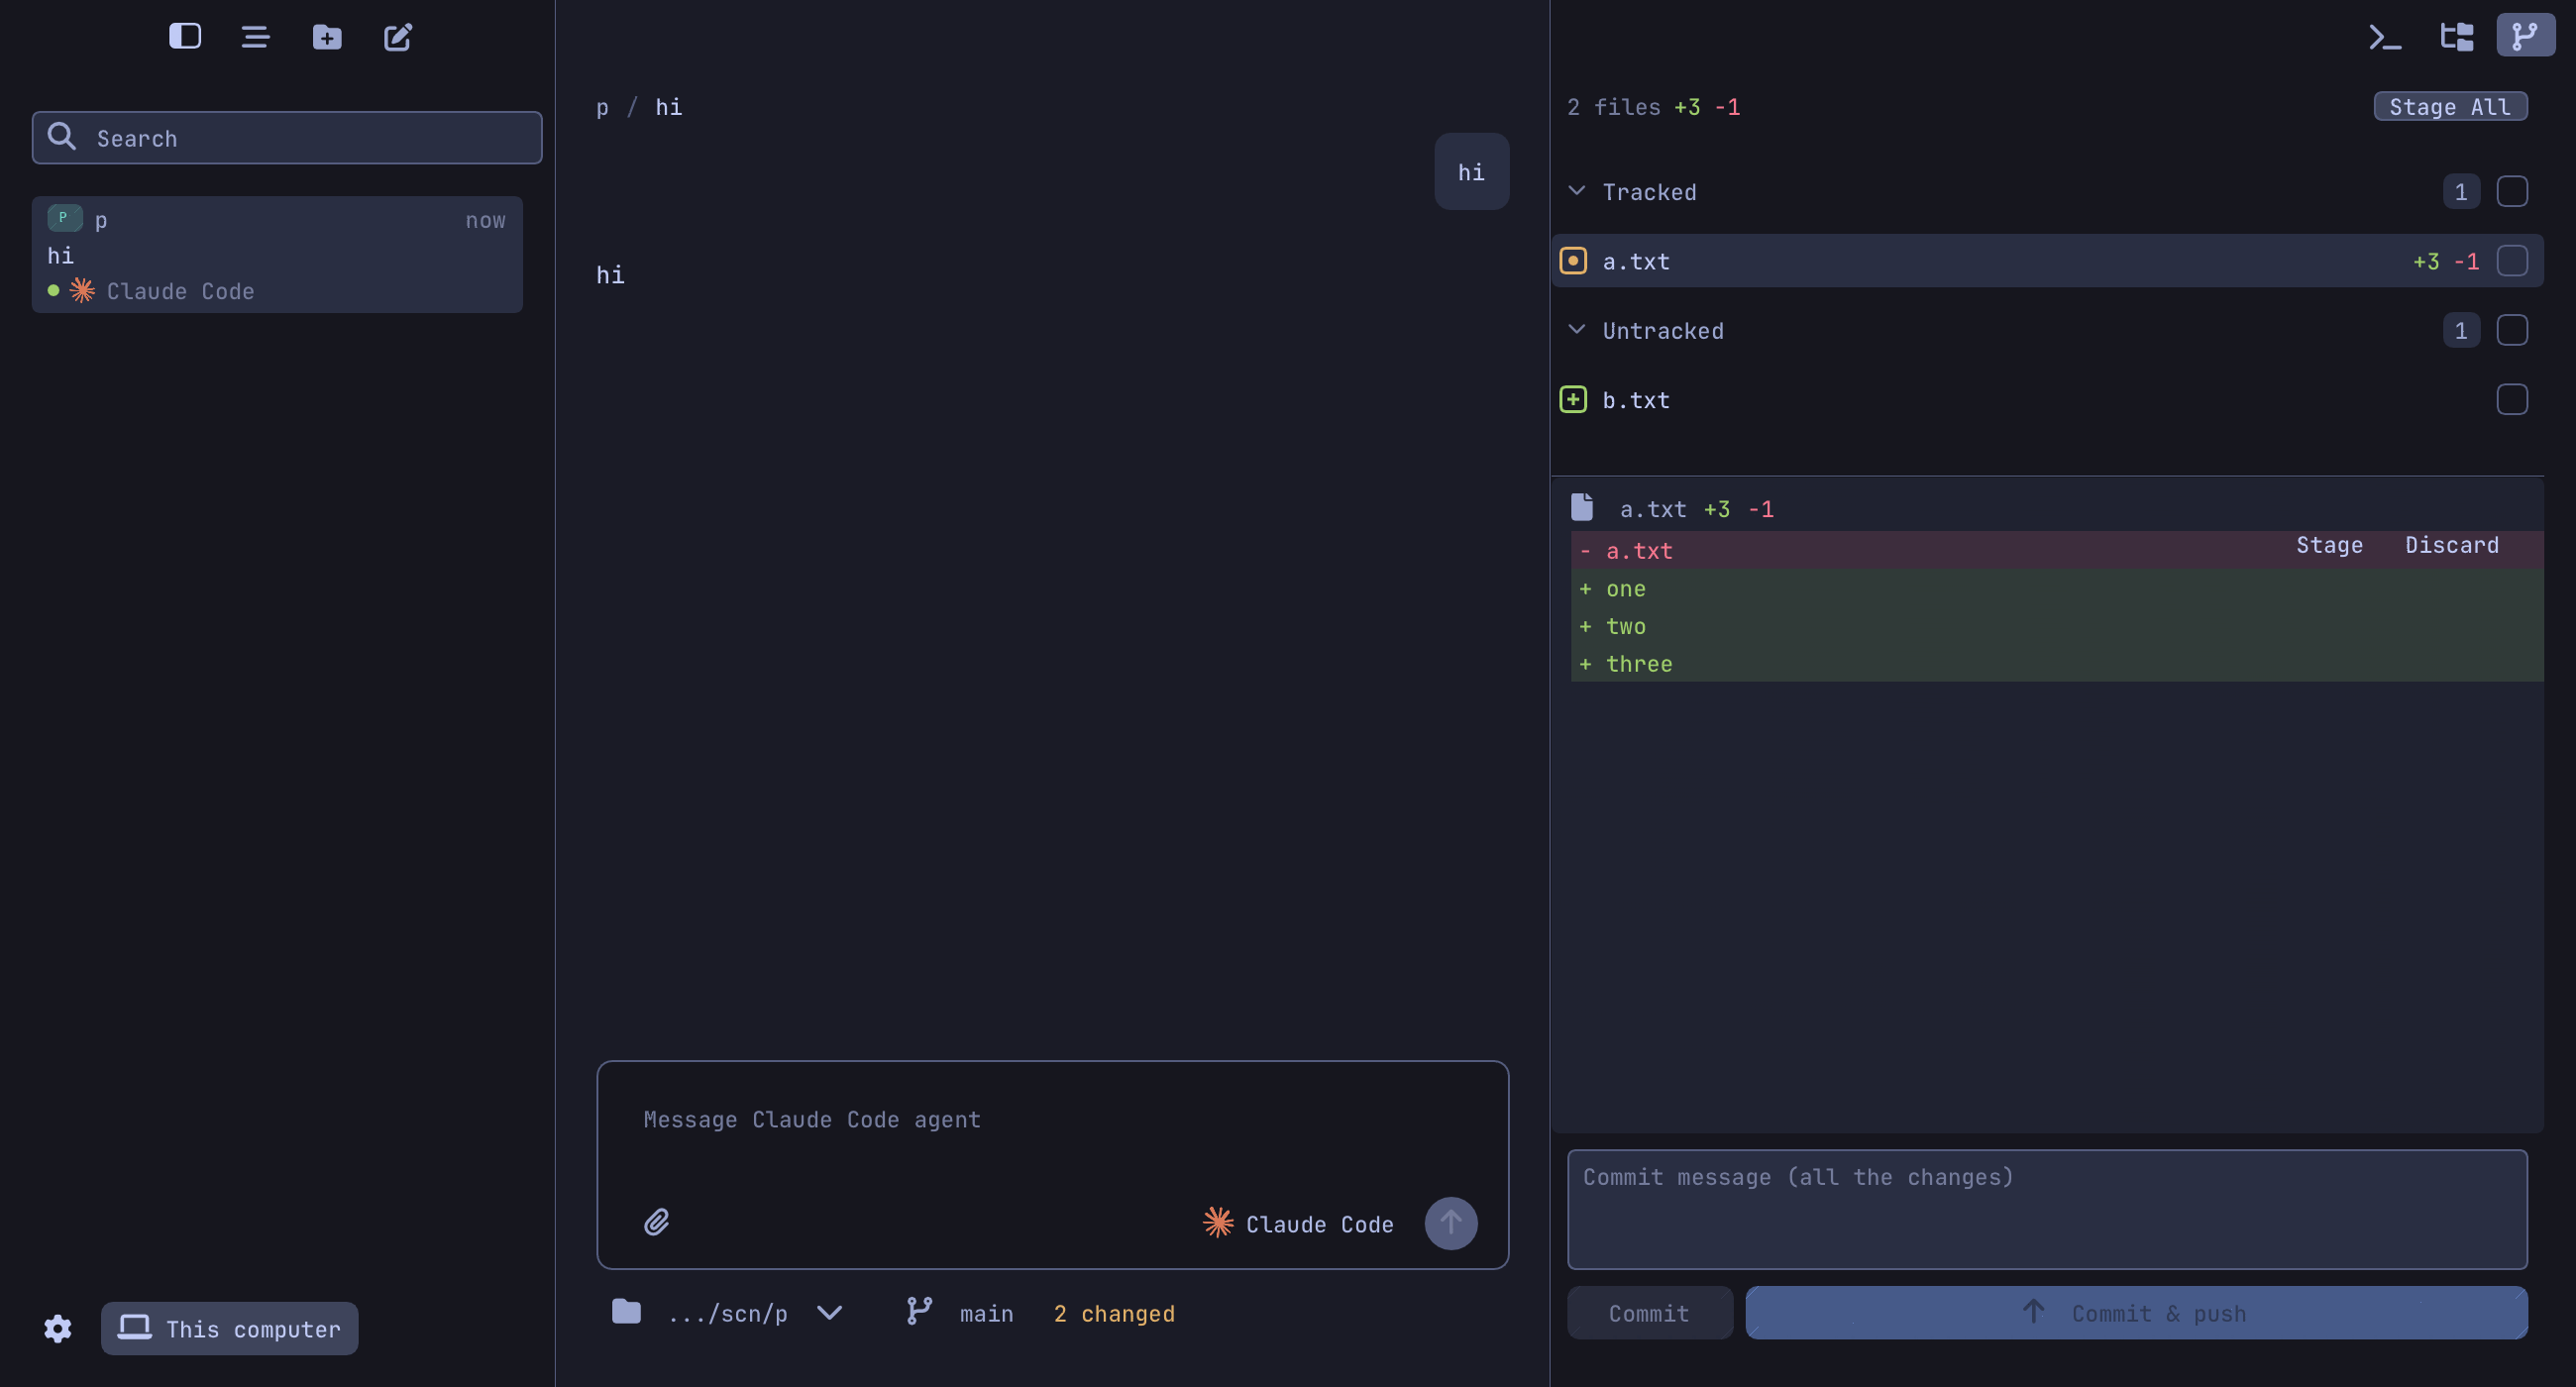 Search
P p now
hi
Claude Code
This computer
p / hi
hi
hi
Message Claude Code agent
Claude Code
.../scn/p main 2 changed
2 files +3 -1 Stage All
Tracked 1
a.txt +3 -1
Untracked 1
b.txt
a.txt +3 -1
- a.txt Stage Discard
+ one
+ two
+ three
Commit message (all the changes)
Commit Commit & push